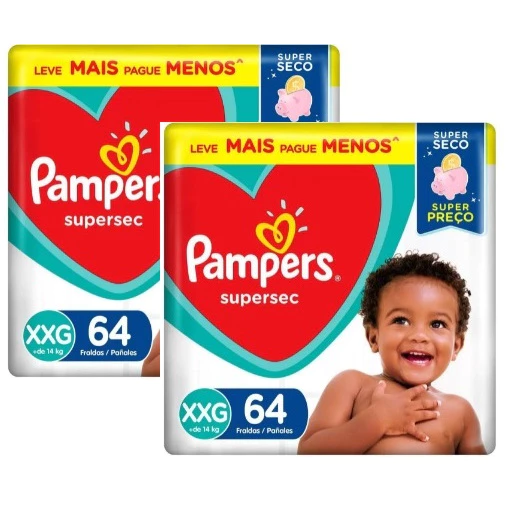 LEVE MAIS PAGUE MENOS^
SUPER
SECO
Pampers
supersec
XXG
+de 14 kg
64
Fraldas / Pañales
LEVE MAIS PAGUE MENOS^
SUPER
SECO
SUPER
PREÇO
Pampers®
supersec
XXG
+de 14 kg
64
Fraldas / Pañales